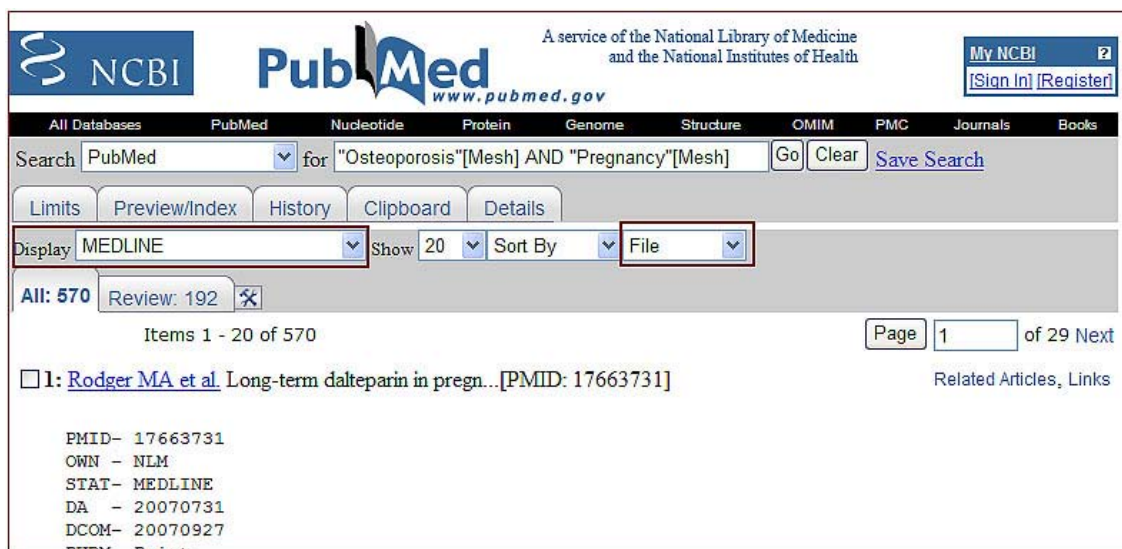 NCBI
PubMed
www.pubmed.gov
A service of the National Library of Medicine
and the National Institutes of Health
My NCBI ?
[Sign In] [Register]
All Databases PubMed Nucleotide Protein Genome Structure OMIM PMC Journals Books
Search PubMed for "Osteoporosis"[Mesh] AND "Pregnancy"[Mesh] Go Clear Save Search
Limits Preview/Index History Clipboard Details
Display MEDLINE Show 20 Sort By File
All: 570 Review: 192
Items 1 - 20 of 570 Page 1 of 29 Next
1: Rodger MA et al. Long-term dalteparin in pregn...[PMID: 17663731] Related Articles, Links
PMID- 17663731
OWN - NLM
STAT- MEDLINE
DA - 20070731
DCOM- 20070927